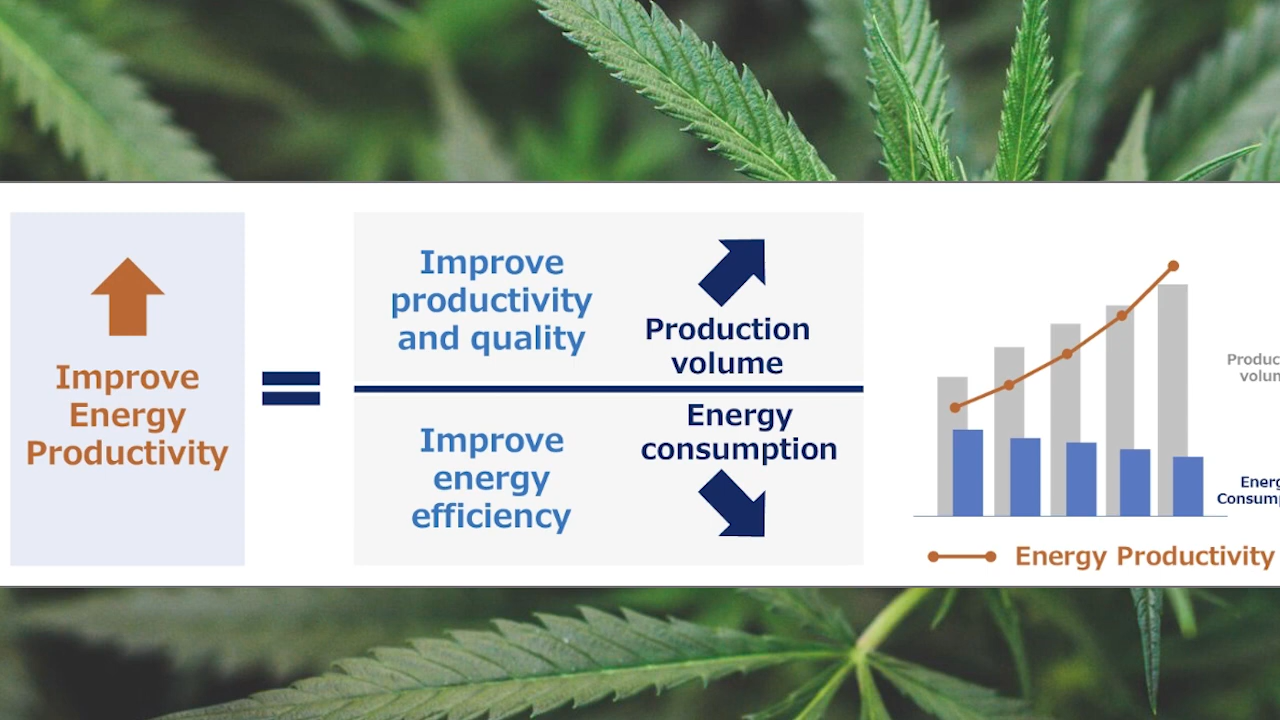 Improve
Energy
Productivity
Improve
productivity
and quality
Production
volume
Improve
energy
efficiency
Energy
consumption
Energy Productivity